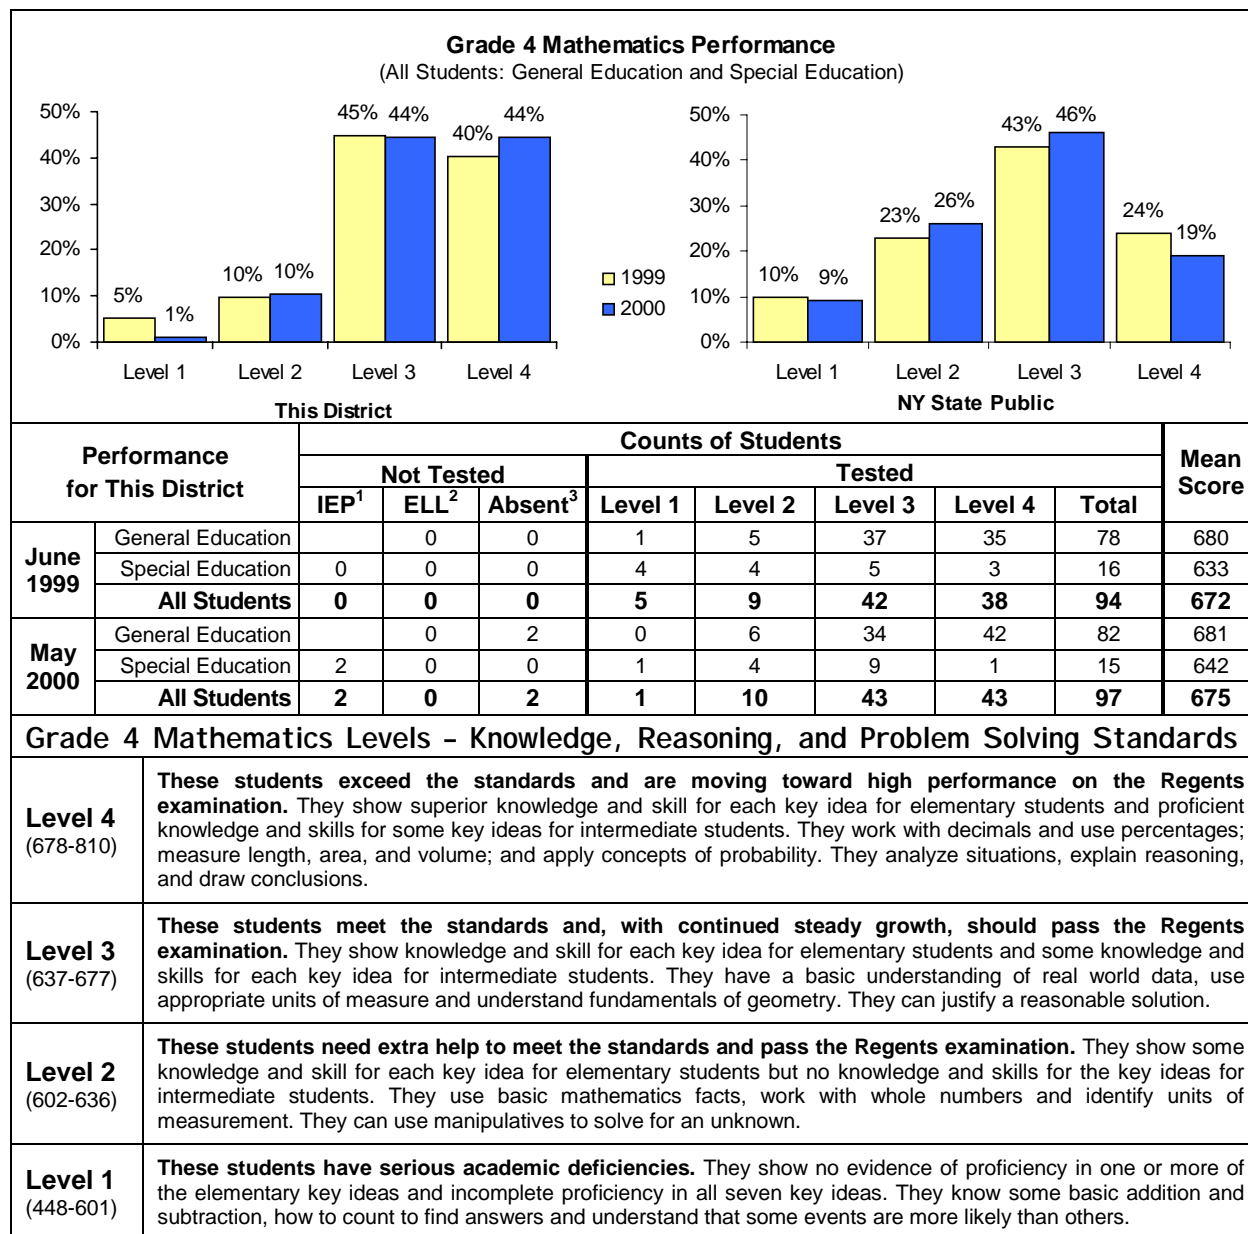 Grade 4 Mathematics Performance
(All Students: General Education and Special Education)
50%
40%
30%
20%
10%
0%
5%
1%
10%
10%
45%
44%
40%
44%
Level 1
Level 2
Level 3
Level 4
This District
1999
2000
50%
40%
30%
20%
10%
0%
10%
9%
23%
26%
43%
46%
24%
19%
Level 1
Level 2
Level 3
Level 4
NY State Public
Performance for This District
Counts of Students
Mean Score
Not Tested
Tested
IEP¹ ELL² Absent³ Level 1 Level 2 Level 3 Level 4 Total
June 1999
General Education 0 0 1 5 37 35 78 680
Special Education 0 0 0 4 4 5 3 16 633
All Students 0 0 0 5 9 42 38 94 672
May 2000
General Education 0 2 0 6 34 42 82 681
Special Education 2 0 0 1 4 9 1 15 642
All Students 2 0 2 1 10 43 43 97 675
Grade 4 Mathematics Levels – Knowledge, Reasoning, and Problem Solving Standards
Level 4
(678-810)
These students exceed the standards and are moving toward high performance on the Regents
examination. They show superior knowledge and skill for each key idea for elementary students and proficient
knowledge and skills for some key ideas for intermediate students. They work with decimals and use percentages;
measure length, area, and volume; and apply concepts of probability. They analyze situations, explain reasoning,
and draw conclusions.
Level 3
(637-677)
These students meet the standards and, with continued steady growth, should pass the Regents
examination. They show knowledge and skill for each key idea for elementary students and some knowledge and
skills for each key idea for intermediate students. They have a basic understanding of real world data, use
appropriate units of measure and understand fundamentals of geometry. They can justify a reasonable solution.
Level 2
(602-636)
These students need extra help to meet the standards and pass the Regents examination. They show some
knowledge and skill for each key idea for elementary students but no knowledge and skills for the key ideas for
intermediate students. They use basic mathematics facts, work with whole numbers and identify units of
measurement. They can use manipulatives to solve for an unknown.
Level 1
(448-601)
These students have serious academic deficiencies. They show no evidence of proficiency in one or more of
the elementary key ideas and incomplete proficiency in all seven key ideas. They know some basic addition and
subtraction, how to count to find answers and understand that some events are more likely than others.